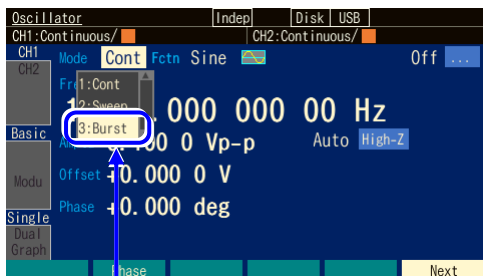 Oscillator Indep Disk USB
CH1:Continuous/ CH2:Continuous/
CH1 Mode Cont Fctn Sine Off ...
CH2
Fr 1:Cont
2:Sweep 000 000 00 Hz
Basic 3:Burst 00 0 Vp-p Auto High-Z
Modu Offset +0.000 0 V
Phase +0.000 deg
Single
Dual
Graph
Phase Next